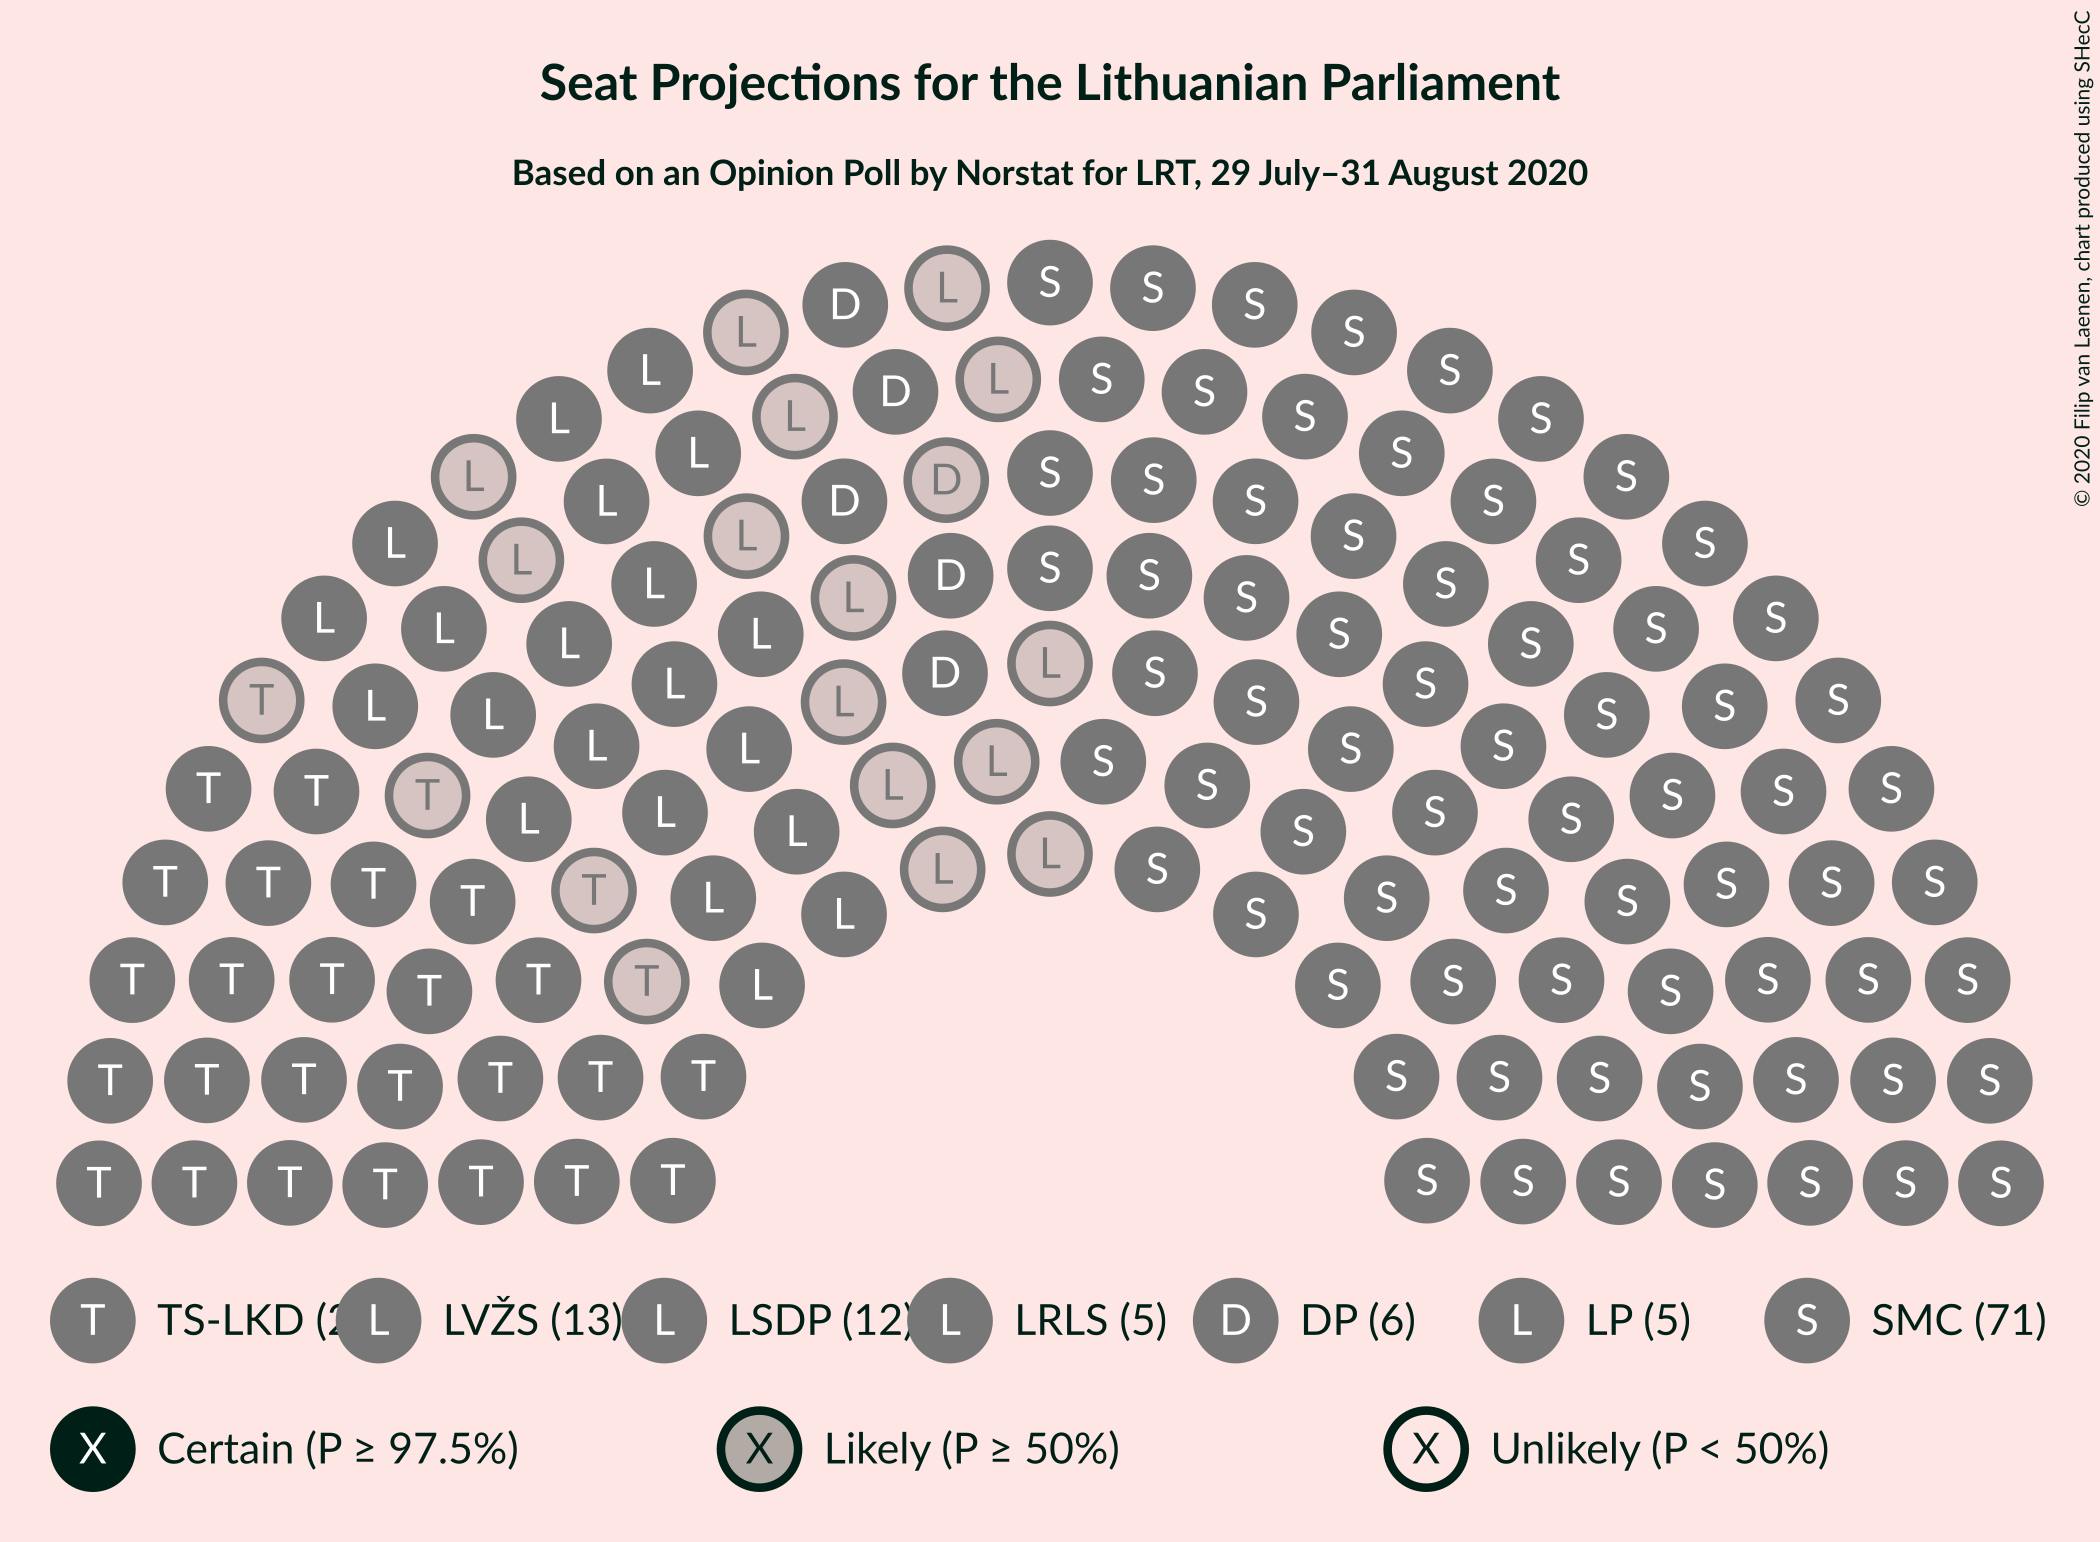 Seat Projections for the Lithuanian Parliament
Based on an Opinion Poll by Norstat for LRT, 29 July–31 August 2020
© 2020 Filip van Laenen, chart produced using SHecC
L S S
D S
L S
L L S
L D S S
L L S S
L D D S S S
L L L S S S
L L D S S S S
L L L L D S S S S S
T L L L L D L S S S S S S
T T T L L L L L L S S S S S S S S
T T T T T L L L L S S S S S S S S
T T T T T T L S S S S S S S
T T T T T T T S S S S S S S
T T T T T T T S S S S S S S
T TS-LKD L LVŽS (13) L LSDP (12) L LRLS (5) D DP (6) L LP (5) S SMC (71)
X Certain (P ≥ 97.5%) X Likely (P ≥ 50%) X Unlikely (P < 50%)